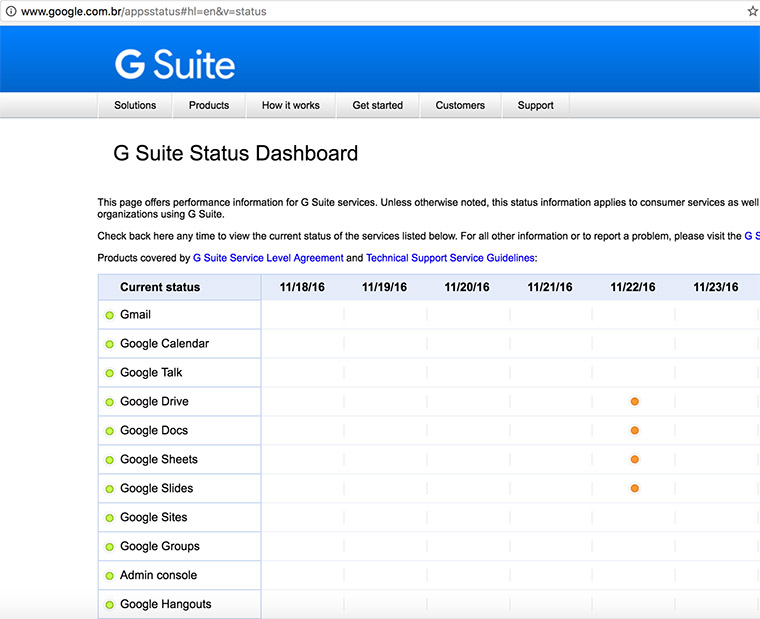 www.google.com.br/appsstatus#hl=en&v=status
G Suite
Solutions Products How it works Get started Customers Support
G Suite Status Dashboard
This page offers performance information for G Suite services. Unless otherwise noted, this status information applies to consumer services as well
organizations using G Suite.
Check back here any time to view the current status of the services listed below. For all other information or to report a problem, please visit the G S
Products covered by G Suite Service Level Agreement and Technical Support Service Guidelines:
Current status 11/18/16 11/19/16 11/20/16 11/21/16 11/22/16 11/23/16
Gmail
Google Calendar
Google Talk
Google Drive
Google Docs
Google Sheets
Google Slides
Google Sites
Google Groups
Admin console
Google Hangouts